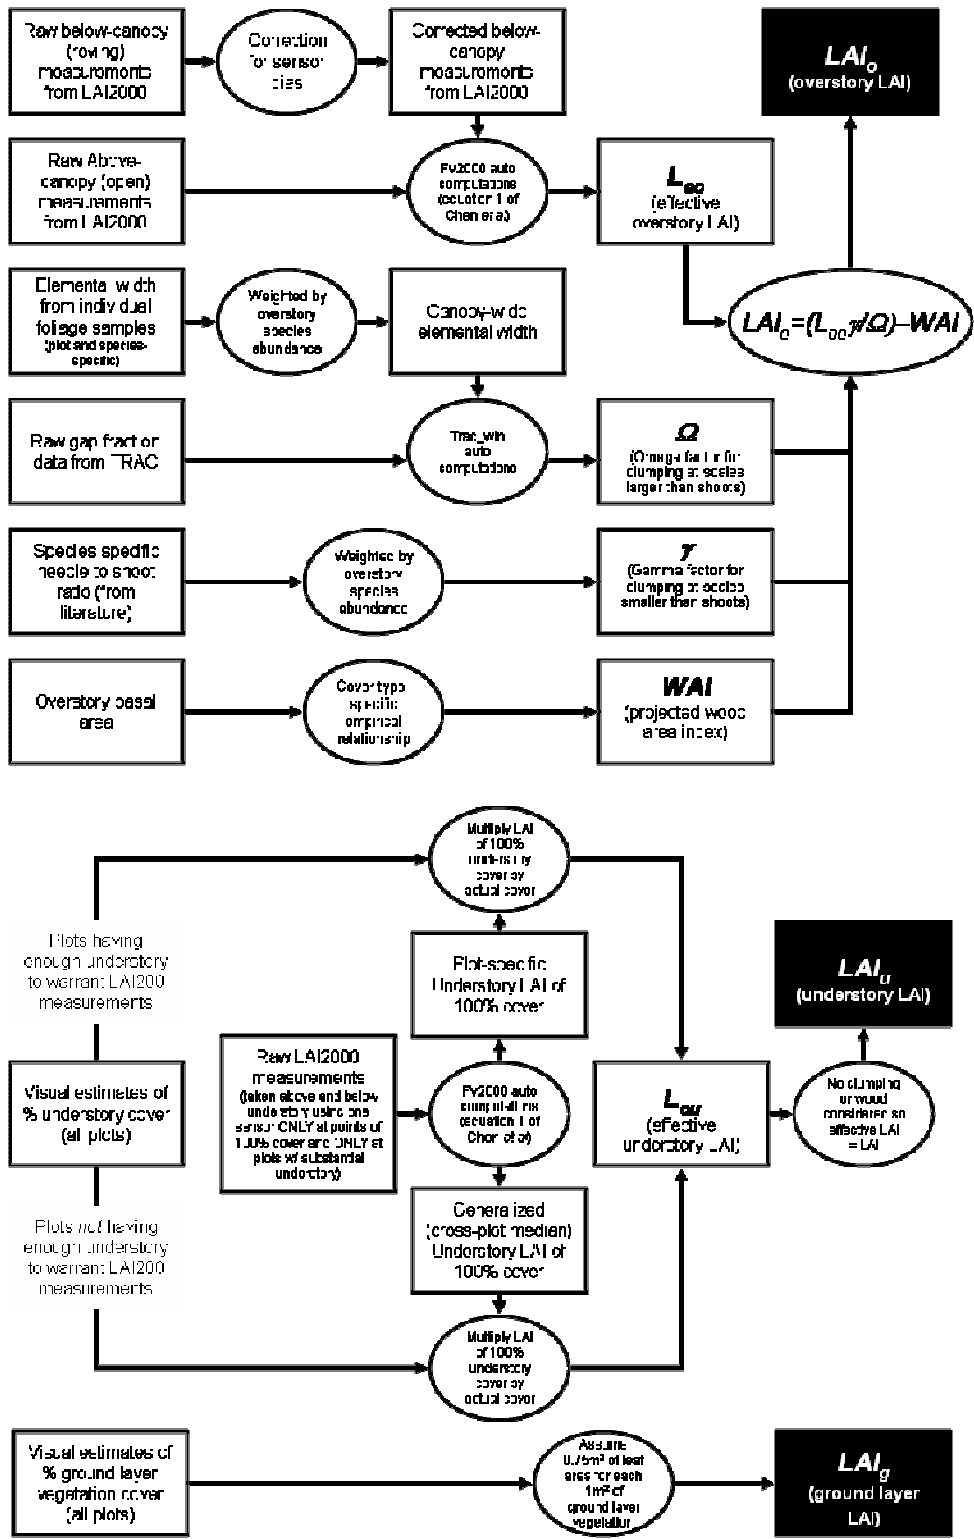 Raw below-canopy
(roving)
measurements
from LAI2000
Correction
for sensor
bias
Corrected below-
canopy
measurements
from LAI2000
LAIo
(overstory LAI)
Raw Above-
canopy (open)
measurements
from LAI2000
Fv2000 auto
computations
(equation 1 of
Chen et al)
Leo
(effective
overstory LAI)
Elemental width
from individual
foliage samples
(plot and species-
specific)
Weighted by
overstory
species
abundance
Canopy-wide
elemental width
LAIo=(Leoγ/Ω)–WAI
Raw gap fraction
data from TRAC
Trac_win
auto
computations
Ω
(Omega factor for
clumping at scales
larger than shoots)
Species specific
needle to shoot
ratio (from
literature)
Weighted by
overstory
species
abundance
γ
(Gamma factor for
clumping at scales
smaller than shoots)
Overstory basal
area
Cover type
specific
empirical
relationship
WAI
(projected wood
area index)
Multiply LAI
of 100%
understory
cover by
actual cover
Plots having
enough understory
to warrant LAI200
measurements
Plot-specific
Understory LAI of
100% cover
LAIu
(understory LAI)
Visual estimates of
% understory cover
(all plots)
Raw LAI2000
measurements
(taken above and below
understory using one
sensor ONLY at points of
100% cover and ONLY at
plots w/ substantial
understory)
Fv2000 auto
computations
(equation 1 of
Chen et al)
Leu
(effective
understory LAI)
No clumping
or wood
considered so
effective LAI
= LAI
Plots not having
enough understory
to warrant LAI200
measurements
Generalized
(cross-plot median)
Understory LAI of
100% cover
Multiply LAI
of 100%
understory
cover by
actual cover
Visual estimates of
% ground layer
vegetation cover
(all plots)
Assume
0.75m² of leaf
area for each
1m² of
ground layer
vegetation
LAIg
(ground layer
LAI)